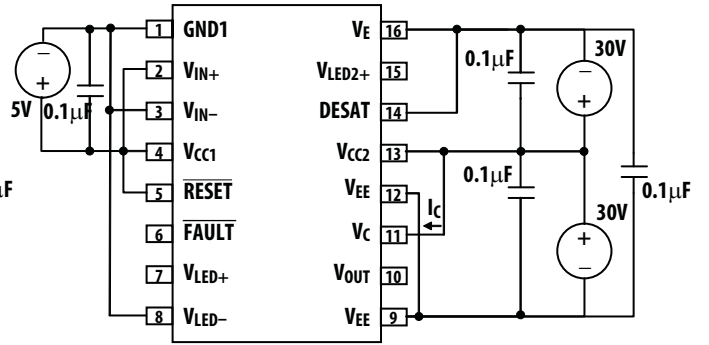 1 GND1
2 VIN+
3 VIN–
4 VCC1
5 RESET
6 FAULT
7 VLED+
8 VLED–
VE 16
VLED2+ 15
DESAT 14
VCC2 13
VEE 12
VC 11
VOUT 10
VEE 9
–
+
5V
0.1μF
μF
0.1μF
0.1μF
IC
30V
–
+
30V
+
–
0.1μF